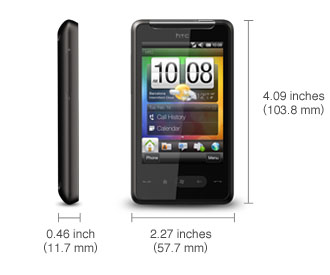 htc
10 08
Barcelona
Call History
Calendar
Phone Menu
4.09 inches
(103.8 mm)
0.46 inch
(11.7 mm)
2.27 inches
(57.7 mm)